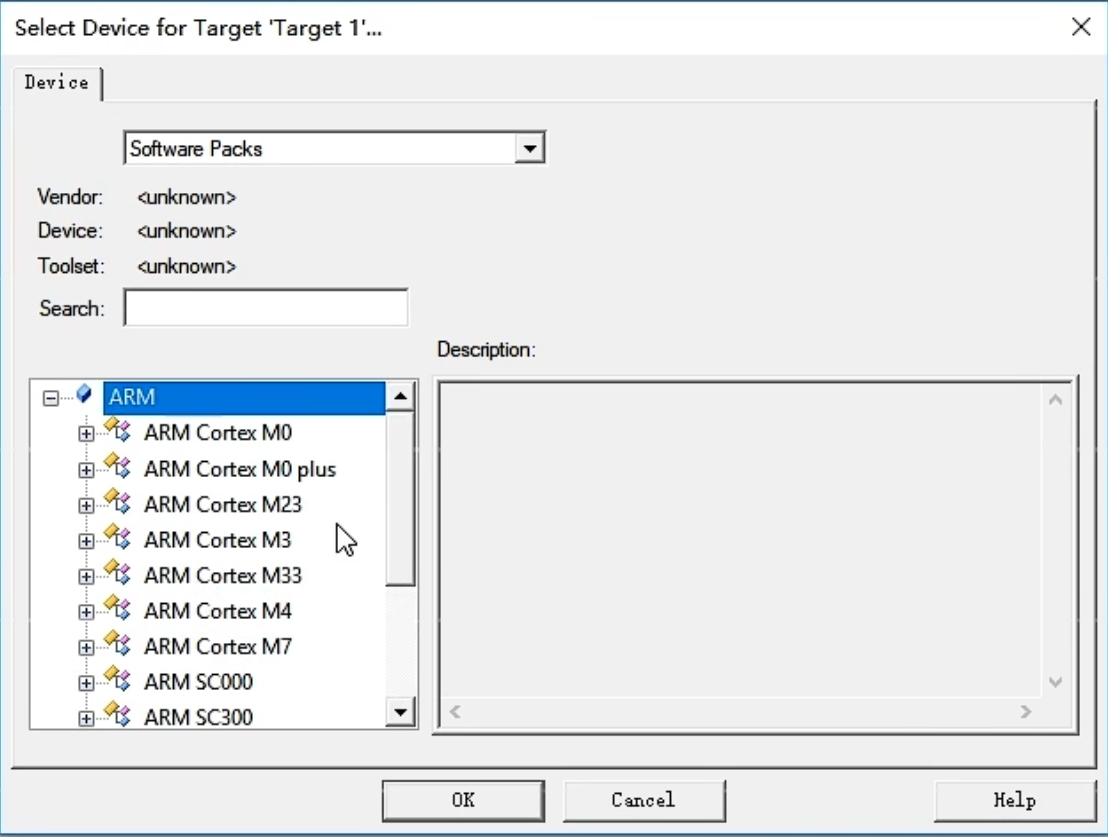 Select Device for Target 'Target 1'...
Device
Software Packs
Vendor: <unknown>
Device: <unknown>
Toolset: <unknown>
Search:
Description:
ARM
ARM Cortex M0
ARM Cortex M0 plus
ARM Cortex M23
ARM Cortex M3
ARM Cortex M33
ARM Cortex M4
ARM Cortex M7
ARM SC000
ARM SC300
OK Cancel Help